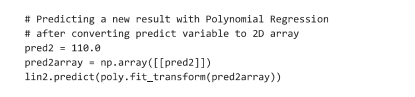 # Predicting a new result with Polynomial Regression
# after converting predict variable to 2D array
pred2 = 110.0
pred2array = np.array([[pred2]])
lin2.predict(poly.fit_transform(pred2array))